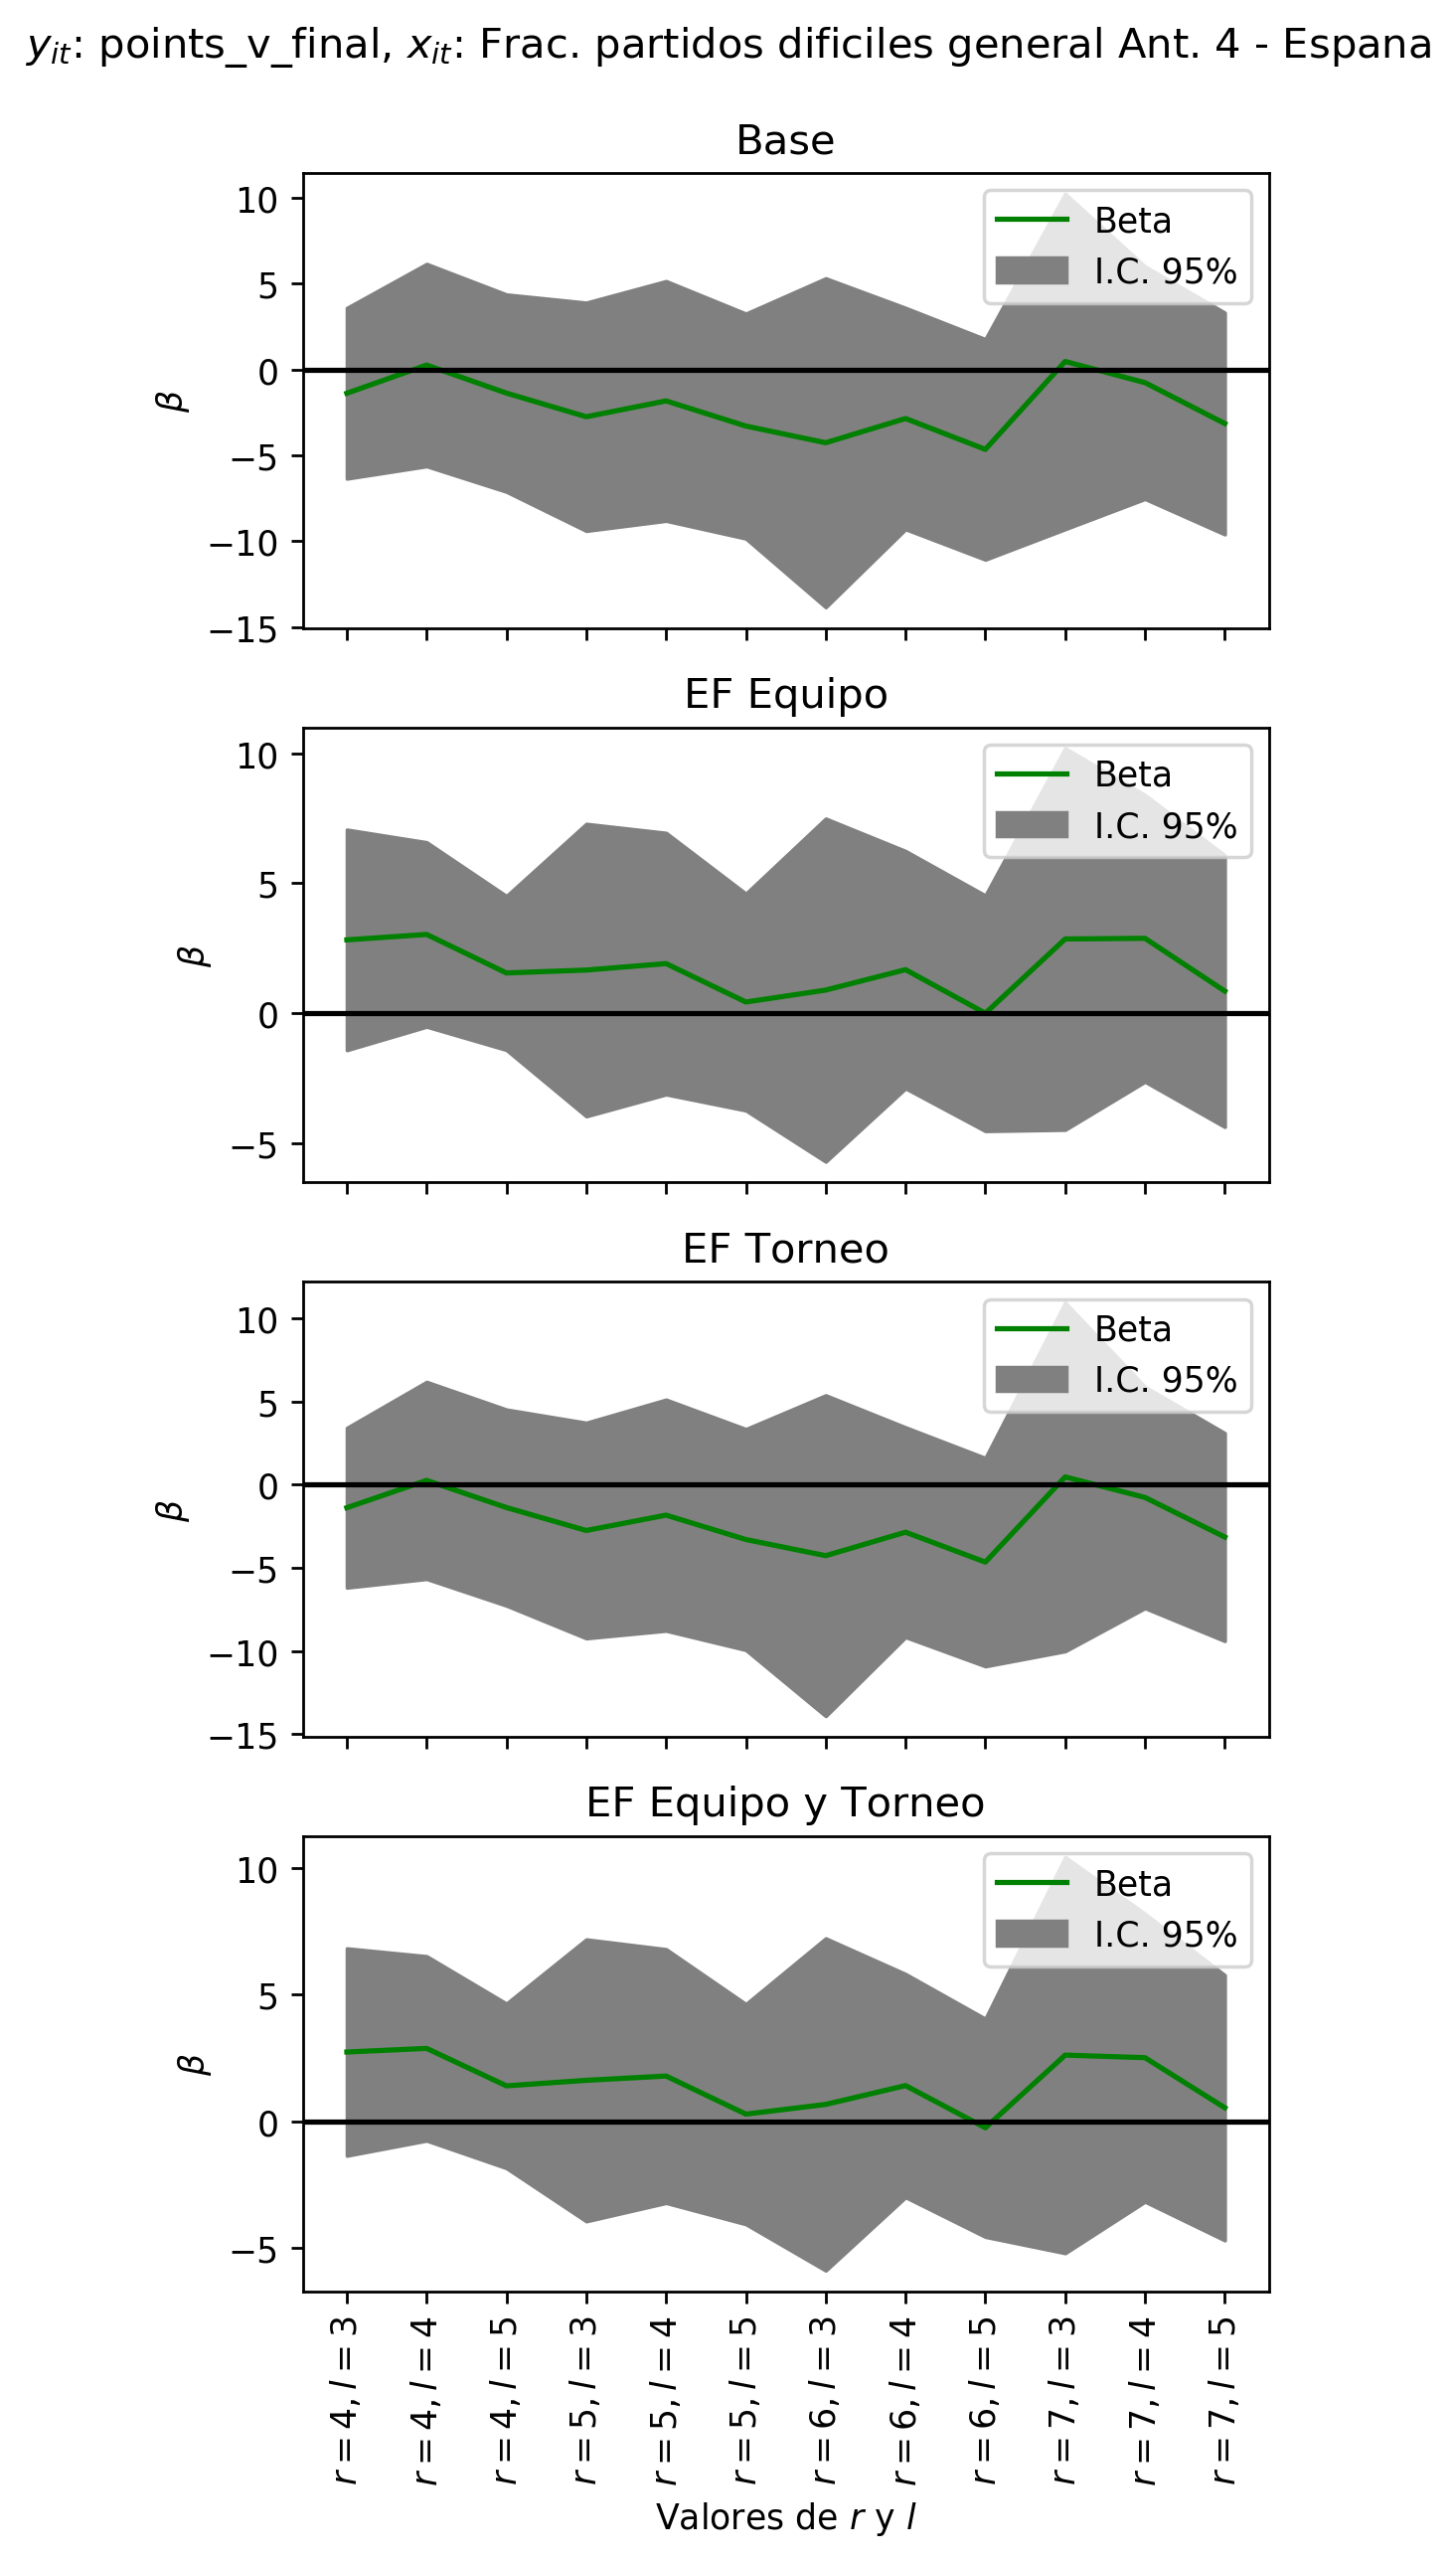 y_it: points_v_final, x_it: Frac. partidos dificiles general Ant. 4 - Espana
Base
10
5
0
−5
−10
−15
β
Beta
I.C. 95%
EF Equipo
10
5
0
−5
β
Beta
I.C. 95%
EF Torneo
10
5
0
−5
−10
−15
β
Beta
I.C. 95%
EF Equipo y Torneo
10
5
0
−5
β
Beta
I.C. 95%
r = 4, l = 3
r = 4, l = 4
r = 4, l = 5
r = 5, l = 3
r = 5, l = 4
r = 5, l = 5
r = 6, l = 3
r = 6, l = 4
r = 6, l = 5
r = 7, l = 3
r = 7, l = 4
r = 7, l = 5
Valores de r y l